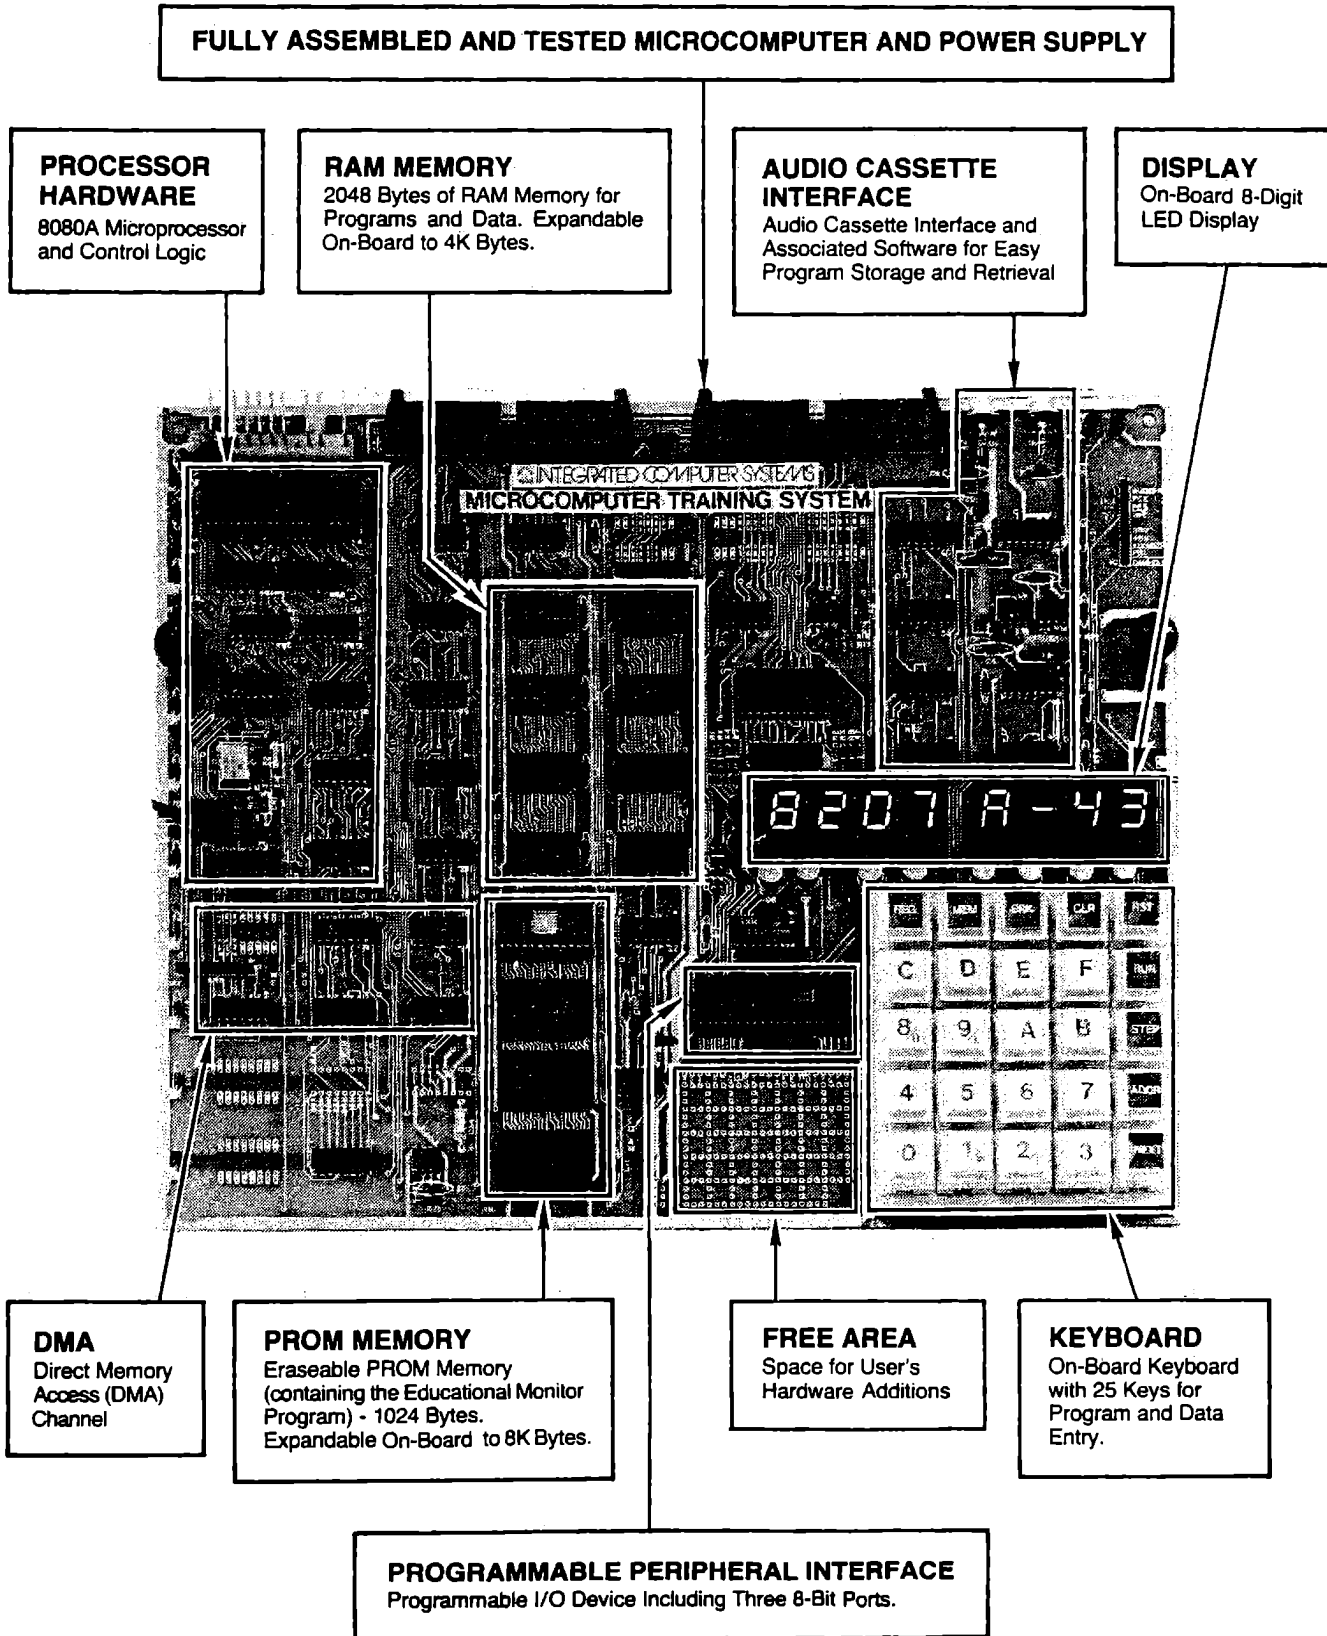 FULLY ASSEMBLED AND TESTED MICROCOMPUTER AND POWER SUPPLY
PROCESSOR
HARDWARE
8080A Microprocessor
and Control Logic
RAM MEMORY
2048 Bytes of RAM Memory for
Programs and Data. Expandable
On-Board to 4K Bytes.
AUDIO CASSETTE
INTERFACE
Audio Cassette Interface and
Associated Software for Easy
Program Storage and Retrieval
DISPLAY
On-Board 8-Digit
LED Display
INTEGRATED COMPUTER SYSTEMS
MICROCOMPUTER TRAINING SYSTEM
8207 A-43
REG MEM BRK CLR RST
C D E F RUN
8 9 A B STEP
4 5 6 7 ADDR
0 1 2 3
DMA
Direct Memory
Access (DMA)
Channel
PROM MEMORY
Eraseable PROM Memory
(containing the Educational Monitor
Program) - 1024 Bytes.
Expandable On-Board to 8K Bytes.
FREE AREA
Space for User's
Hardware Additions
KEYBOARD
On-Board Keyboard
with 25 Keys for
Program and Data
Entry.
PROGRAMMABLE PERIPHERAL INTERFACE
Programmable I/O Device Including Three 8-Bit Ports.